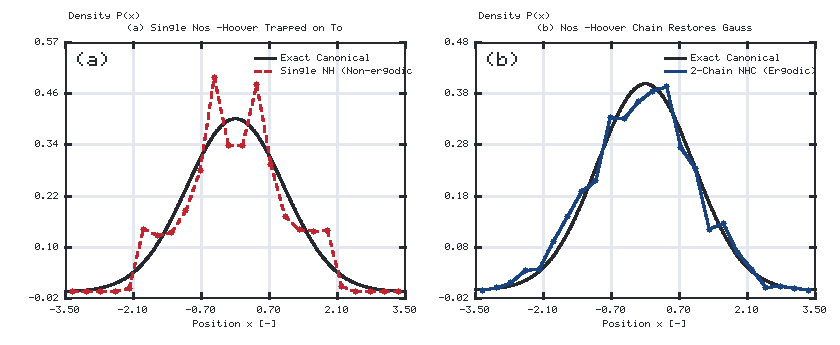 Density P(x)
(a) Single Nos -Hoover Trapped on To
(a)
Exact Canonical
Single NH (Non-ergodic
0.57
0.46
0.34
0.22
0.10
-0.02
-3.50
-2.10
-0.70
0.70
2.10
3.50
Position x [-]
Density P(x)
(b) Nos -Hoover Chain Restores Gauss
(b)
Exact Canonical
2-Chain NHC (Ergodic)
0.48
0.38
0.28
0.18
0.08
-0.02
-3.50
-2.10
-0.70
0.70
2.10
3.50
Position x [-]